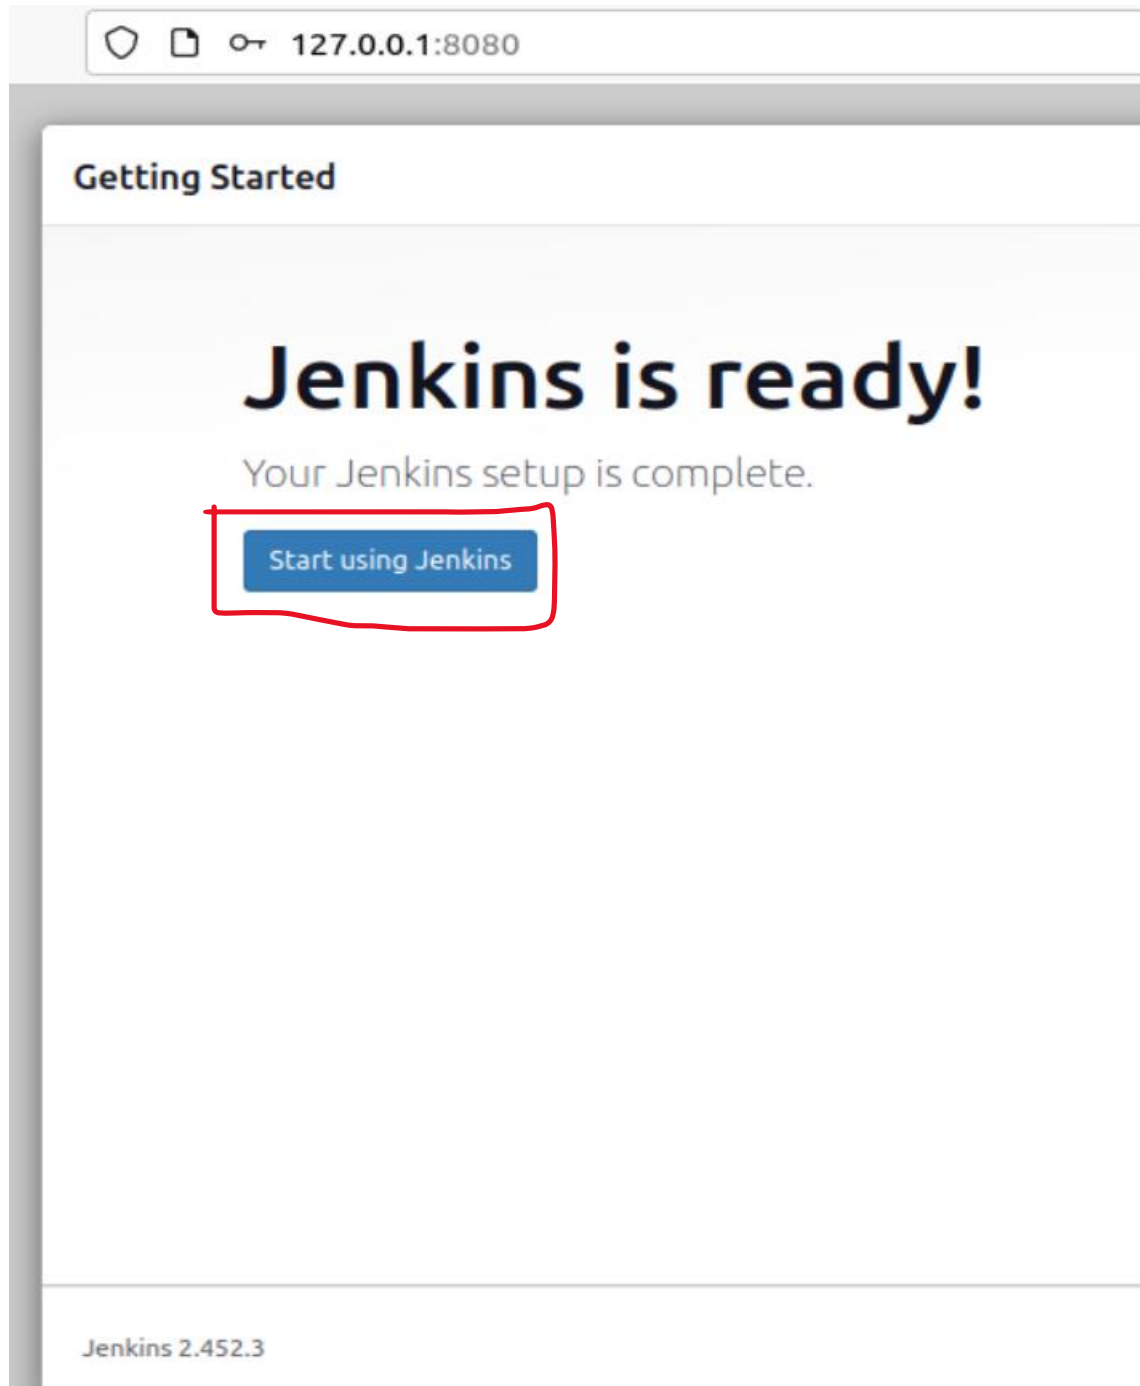 127.0.0.1:8080
Getting Started
Jenkins is ready!
Your Jenkins setup is complete.
Start using Jenkins
Jenkins 2.452.3